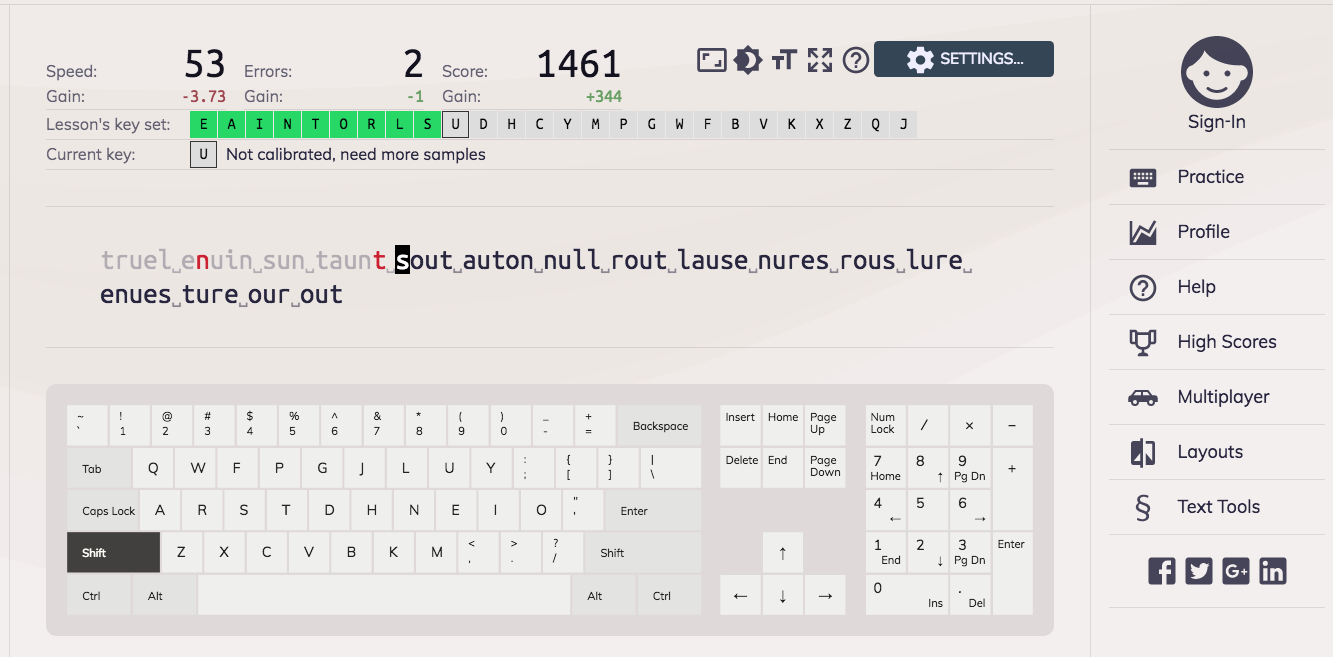 Speed: 53 Errors: 2 Score: 1461 SETTINGS...
Gain: -3.73 Gain: -1 Gain: +344
Lesson's key set: E A I N T O R L S U D H C Y M P G W F B V K X Z Q J
Current key: U Not calibrated, need more samples
truel␣enuin␣sun␣taunt␣sout␣auton␣null␣rout␣lause␣nures␣rous␣lure␣
enues␣ture␣our␣out
~ ! @ # $ % ^ & * ( ) _ +
` 1 2 3 4 5 6 7 8 9 0 - = Backspace
Tab Q W F P G J L U Y : ; { [ } ] | \
Caps Lock A R S T D H N E I O " ' Enter
Shift Z X C V B K M < , > . ? / Shift
Ctrl Alt Alt Ctrl
Insert Home Page Up
Delete End Page Down
↑
← ↓ →
Num Lock / × −
7 Home 8 ↑ 9 Pg Dn +
4 ← 5 6 →
1 End 2 ↓ 3 Pg Dn Enter
0 Ins . Del
Sign-In
Practice
Profile
Help
High Scores
Multiplayer
Layouts
§ Text Tools